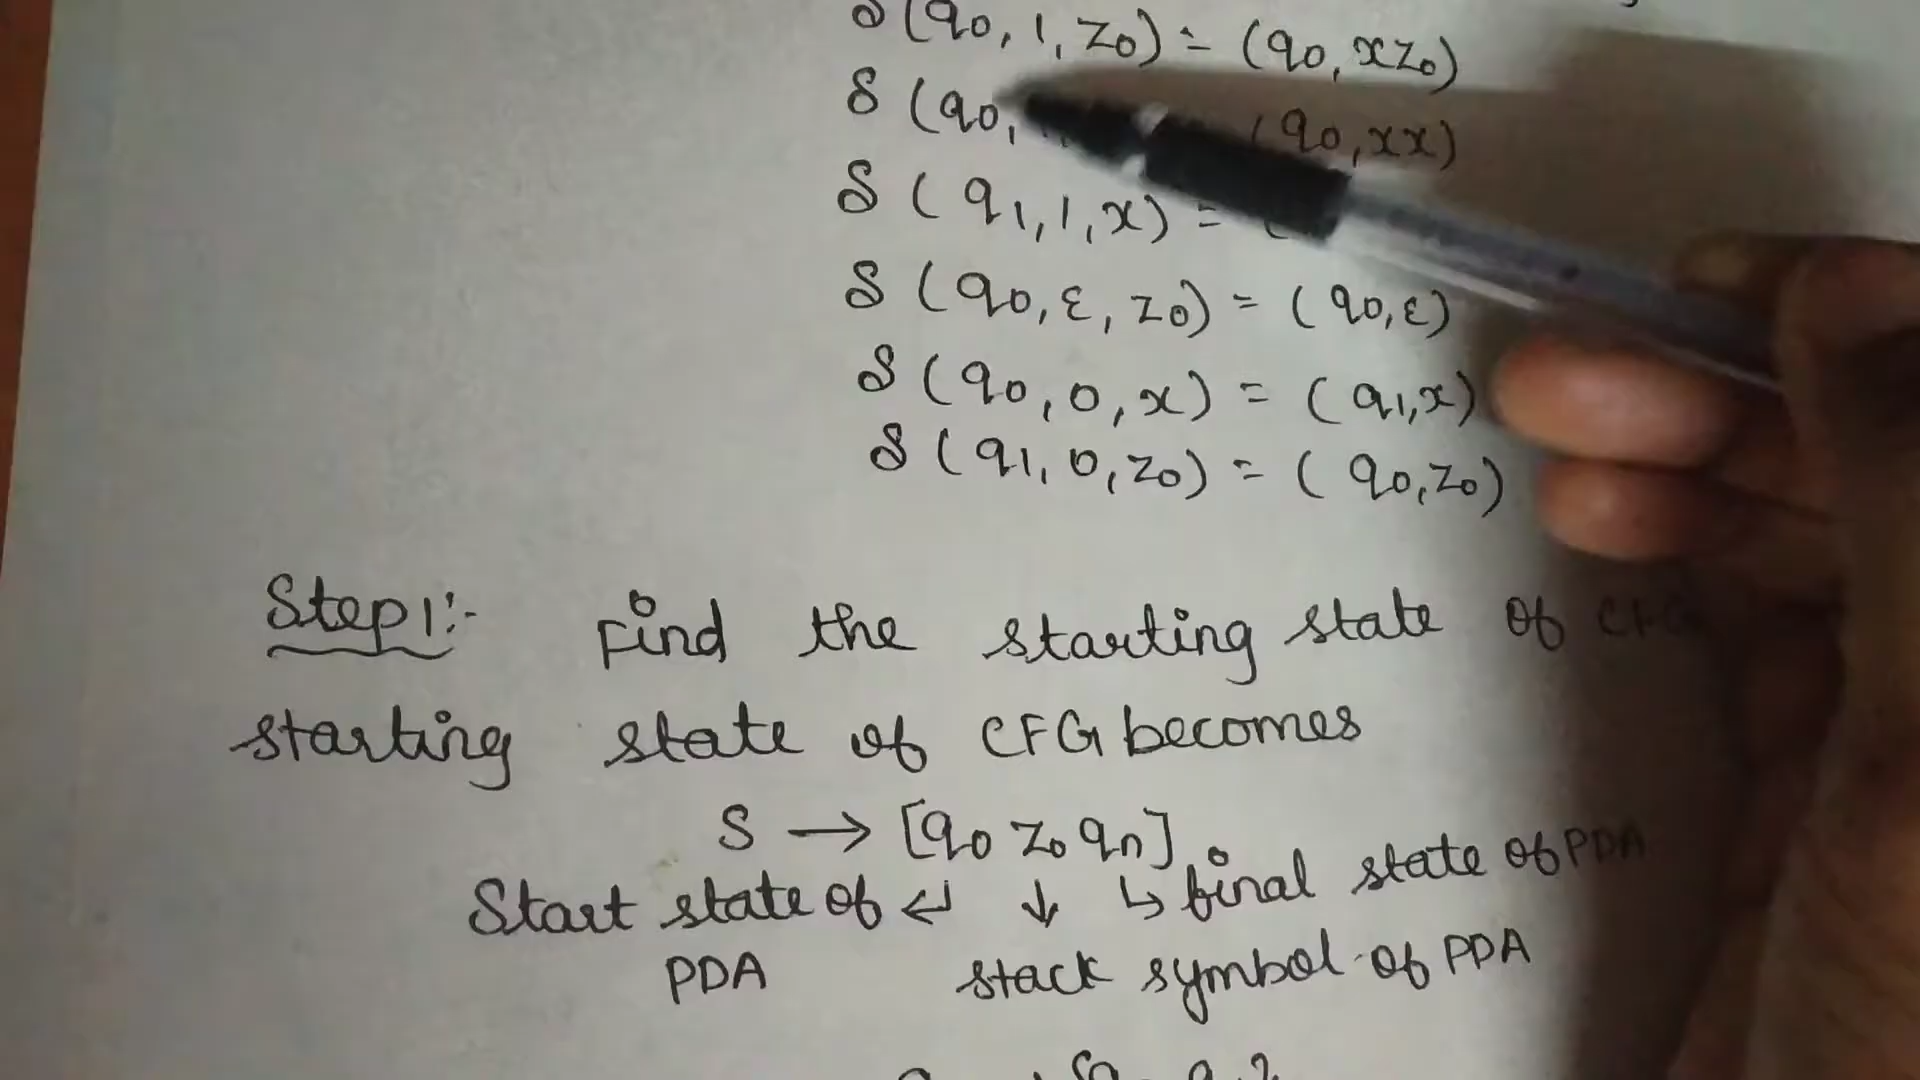 δ(q0, 1, z0) = (q0, xz0)
δ(q0, (q0, xx)
δ(q1, 1, x) = (
δ(q0, ε, z0) = (q0, ε)
δ(q0, 0, x) = (q1, x)
δ(q1, 0, z0) = (q0, z0)
Step1:- Find the starting state of CFG
starting state of CFG becomes
S → [q0 z0 qn]
Start state of ↵ ↓ ↳ final state of PDA
PDA stack symbol of PDA